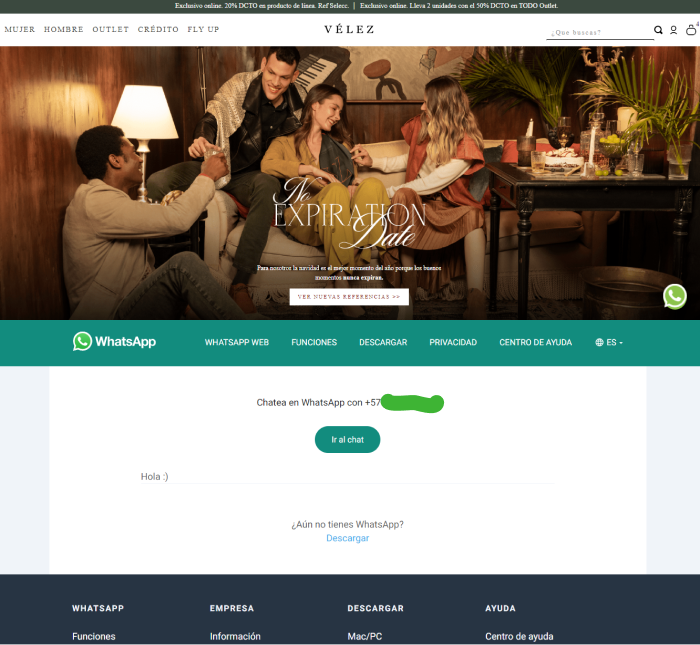 Exclusivo online. 20% DCTO en producto de línea. Ref Selecc. | Exclusivo online. Lleva 2 unidades con el 50% DCTO en TODO Outlet.
MUJER HOMBRE OUTLET CRÉDITO FLY UP VÉLEZ ¿Que buscas? 4
No
EXPIRATION
Date
Para nosotros la navidad es el mejor momento del año porque los buenos
momentos nunca expiran.
VER NUEVAS REFERENCIAS >>
WhatsApp WHATSAPP WEB FUNCIONES DESCARGAR PRIVACIDAD CENTRO DE AYUDA ES
Chatea en WhatsApp con +57
Ir al chat
Hola :)
¿Aún no tienes WhatsApp?
Descargar
WHATSAPP EMPRESA DESCARGAR AYUDA
Funciones Información Mac/PC Centro de ayuda